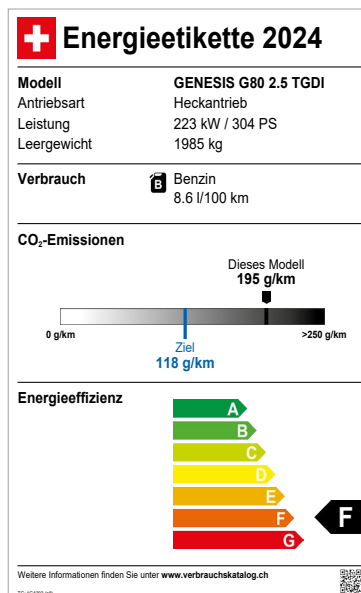 Energieetikette 2024
Modell GENESIS G80 2.5 TGDI
Antriebsart Heckantrieb
Leistung 223 kW / 304 PS
Leergewicht 1985 kg
Verbrauch B Benzin
8.6 l/100 km
CO₂-Emissionen
Dieses Modell
195 g/km
0 g/km >250 g/km
Ziel
118 g/km
Energieeffizienz
A
B
C
D
E
F F
G
Weitere Informationen finden Sie unter www.verbrauchskatalog.ch